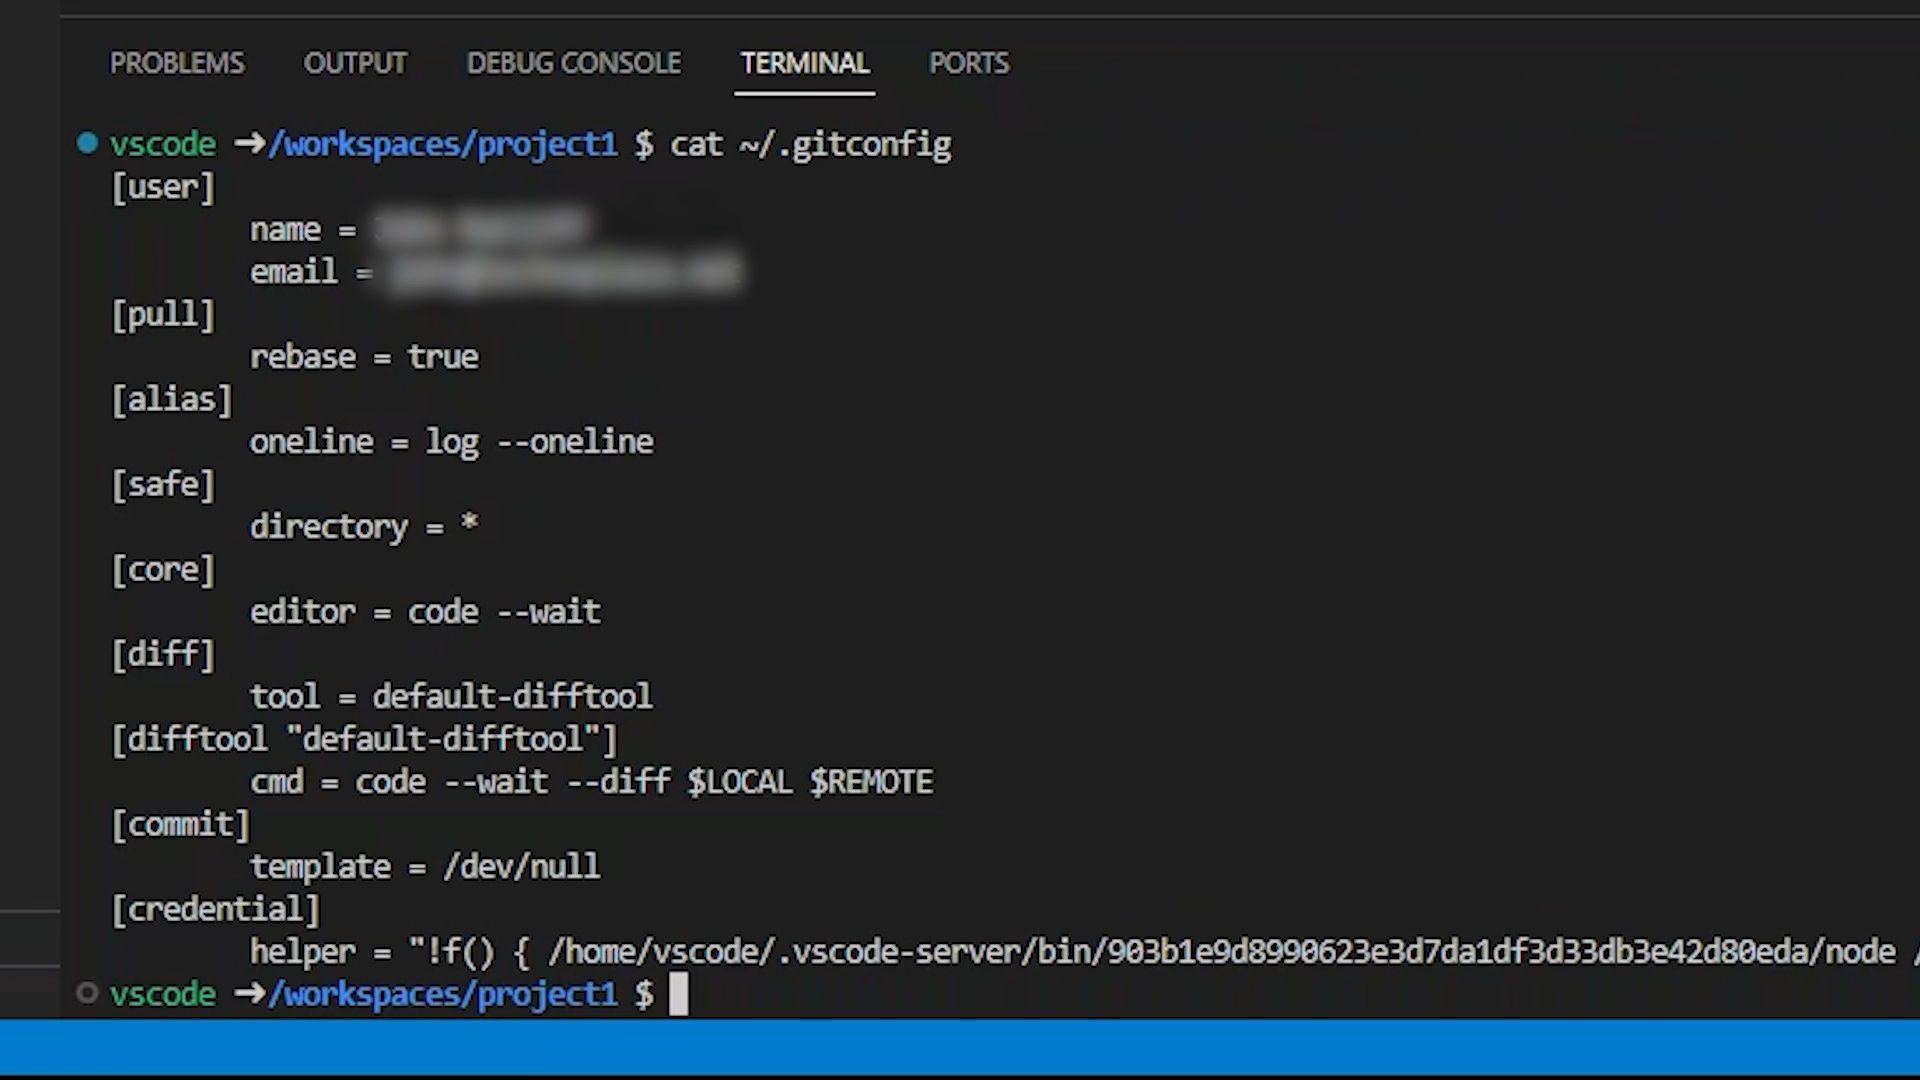 PROBLEMS OUTPUT DEBUG CONSOLE TERMINAL PORTS
vscode ➜/workspaces/project1 $ cat ~/.gitconfig
[user]
name =
email =
[pull]
rebase = true
[alias]
oneline = log --oneline
[safe]
directory = *
[core]
editor = code --wait
[diff]
tool = default-difftool
[difftool "default-difftool"]
cmd = code --wait --diff $LOCAL $REMOTE
[commit]
template = /dev/null
[credential]
helper = "!f() { /home/vscode/.vscode-server/bin/903b1e9d8990623e3d7da1df3d33db3e42d80eda/node /
vscode ➜/workspaces/project1 $